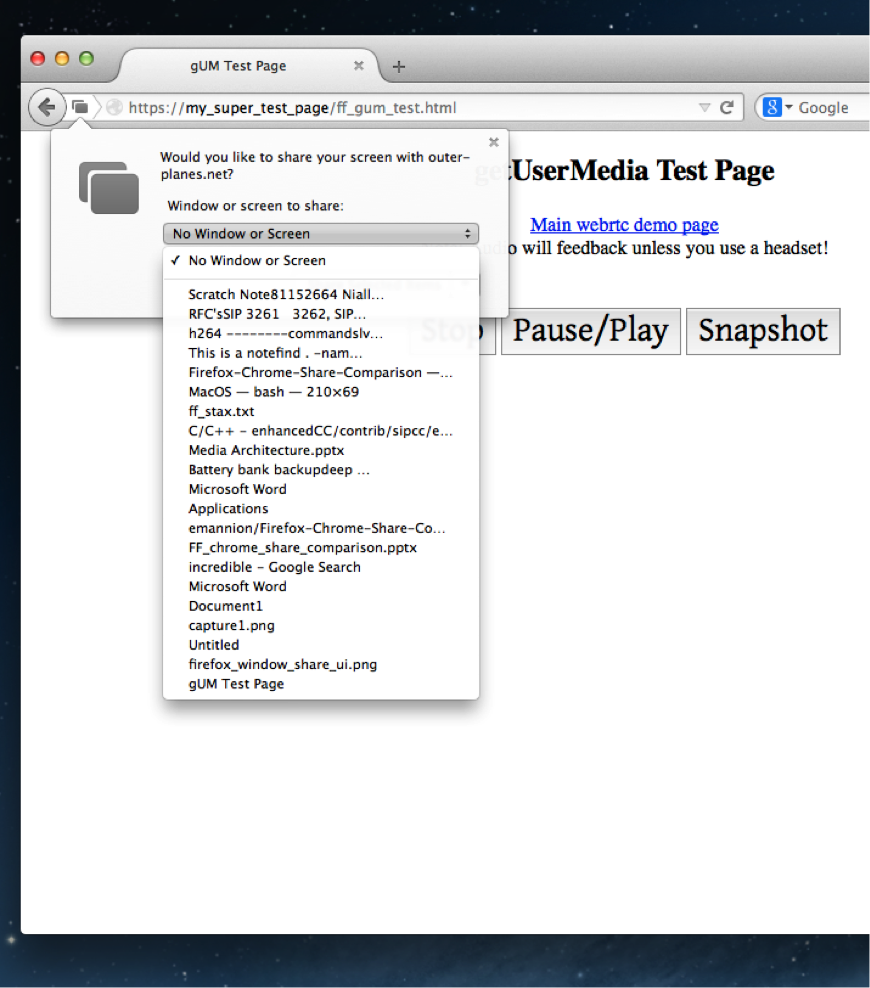 gUM Test Page
https://my_super_test_page/ff_gum_test.html
Google
Would you like to share your screen with outer-
planes.net?
Window or screen to share:
No Window or Screen
✓ No Window or Screen
Scratch Note81152664 Niall...
RFC'sSIP 3261 3262, SIP...
h264 --------commandslv...
This is a notefind . -nam...
Firefox-Chrome-Share-Comparison —...
MacOS — bash — 210×69
ff_stax.txt
C/C++ - enhancedCC/contrib/sipcc/e...
Media Architecture.pptx
Battery bank backupdeep ...
Microsoft Word
Applications
emannion/Firefox-Chrome-Share-Co...
FF_chrome_share_comparison.pptx
incredible - Google Search
Microsoft Word
Document1
capture1.png
Untitled
firefox_window_share_ui.png
gUM Test Page
getUserMedia Test Page
Main webrtc demo page
will feedback unless you use a headset!
Stop Pause/Play Snapshot